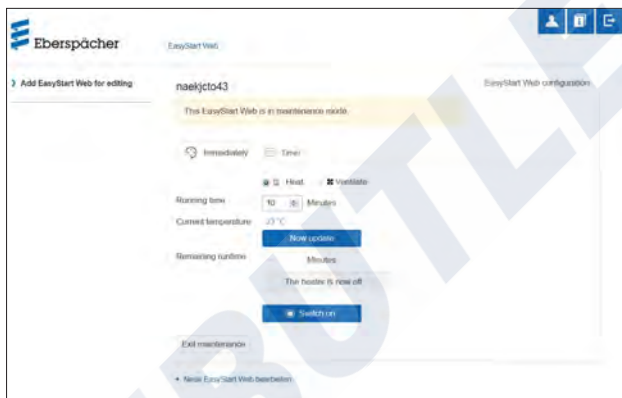 Eberspächer
EasyStart Web
Add EasyStart Web for editing
naekjcto43
EasyStart Web configuration
This EasyStart Web is in maintenance mode.
Immediately Timer
Heat Ventilate
Running time 10 Minutes
Current temperature °C
Now update
Remaining runtime Minutes
The heater is now off
Switch on
Exit maintenance
Neue EasyStart Web bearbeiten